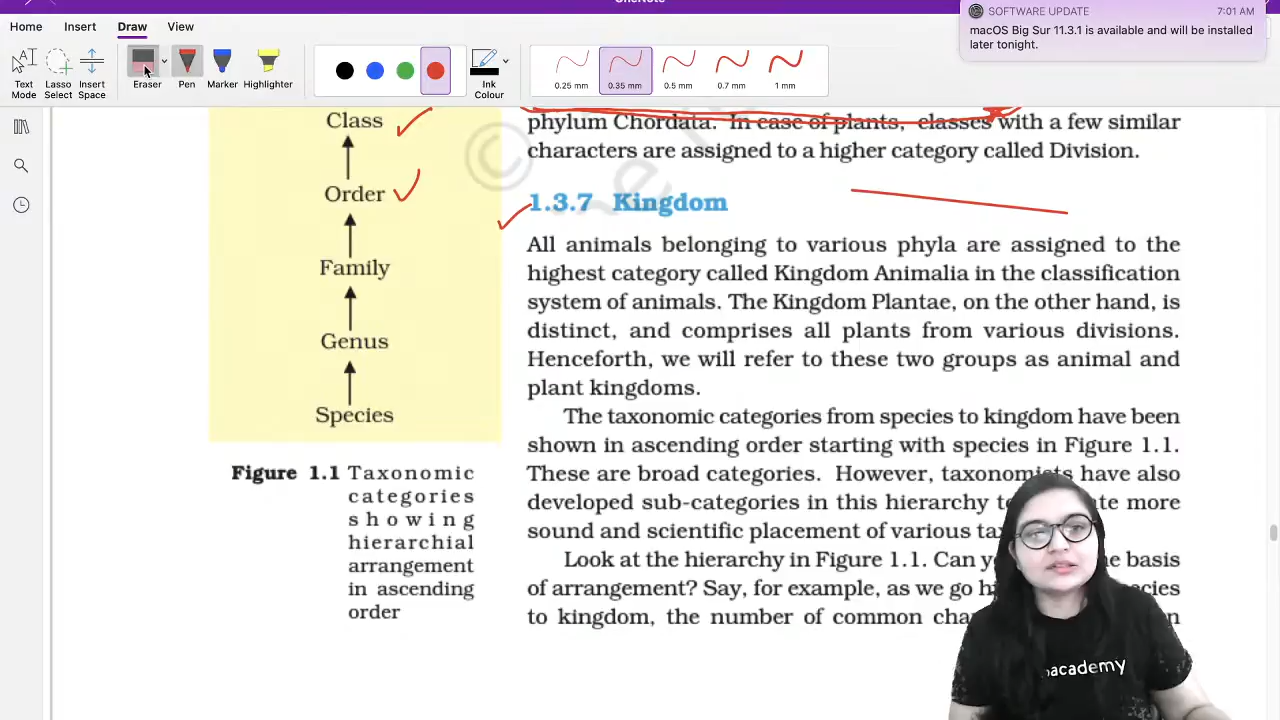 OneNote
Home Insert Draw View
SOFTWARE UPDATE 7:01 AM
macOS Big Sur 11.3.1 is available and will be installed
later tonight.
Text Mode
Lasso Select
Insert Space
Eraser
Pen
Marker
Highlighter
Ink Colour
0.25 mm
0.35 mm
0.5 mm
0.7 mm
1 mm
Class
Order
Family
Genus
Species
Figure 1.1 Taxonomic
categories
showing
hierarchial
arrangement
in ascending
order
phylum Chordata. In case of plants, classes with a few similar
characters are assigned to a higher category called Division.
1.3.7 Kingdom
All animals belonging to various phyla are assigned to the
highest category called Kingdom Animalia in the classification
system of animals. The Kingdom Plantae, on the other hand, is
distinct, and comprises all plants from various divisions.
Henceforth, we will refer to these two groups as animal and
plant kingdoms.
The taxonomic categories from species to kingdom have been
shown in ascending order starting with species in Figure 1.1.
These are broad categories. However, taxonomists have also
developed sub-categories in this hierarchy to more
sound and scientific placement of various
Look at the hierarchy in Figure 1.1. Can basis
of arrangement? Say, for example, as we go
to kingdom, the number of common
©